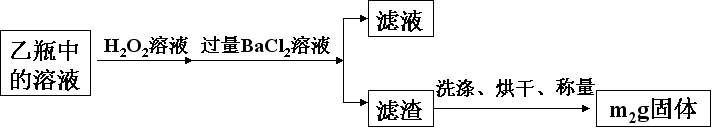 乙瓶中
的溶液
H₂O₂溶液
过量BaCl₂溶液
滤液
滤渣
洗涤、烘干、称量
m₂g固体